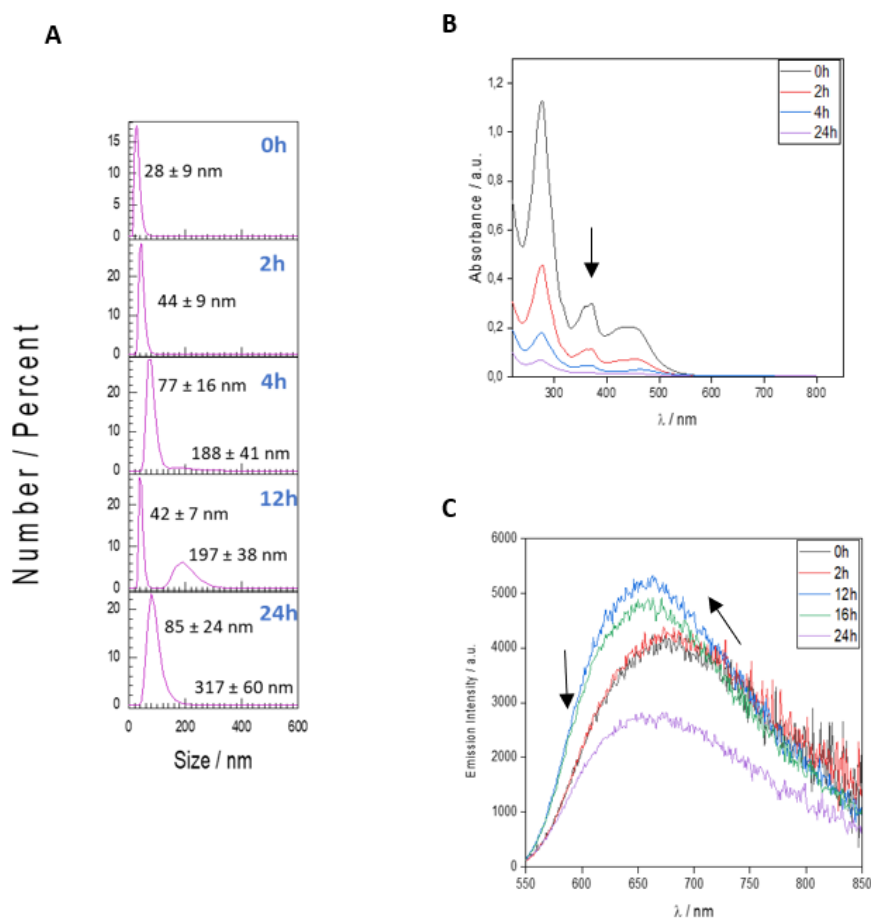 A
Number / Percent
0h
28 ± 9 nm
15
10
5
0
2h
44 ± 9 nm
20
10
0
4h
77 ± 16 nm
188 ± 41 nm
20
10
0
12h
42 ± 7 nm
197 ± 38 nm
20
10
0
24h
85 ± 24 nm
317 ± 60 nm
20
10
0
0 200 400 600
Size / nm
B
Absorbance / a.u.
1,2
1,0
0,8
0,6
0,4
0,2
0,0
0h
2h
4h
24h
300 400 500 600 700 800
λ / nm
C
Emission Intensity / a.u.
6000
5000
4000
3000
2000
1000
0
0h
2h
12h
16h
24h
550 600 650 700 750 800 850
λ / nm